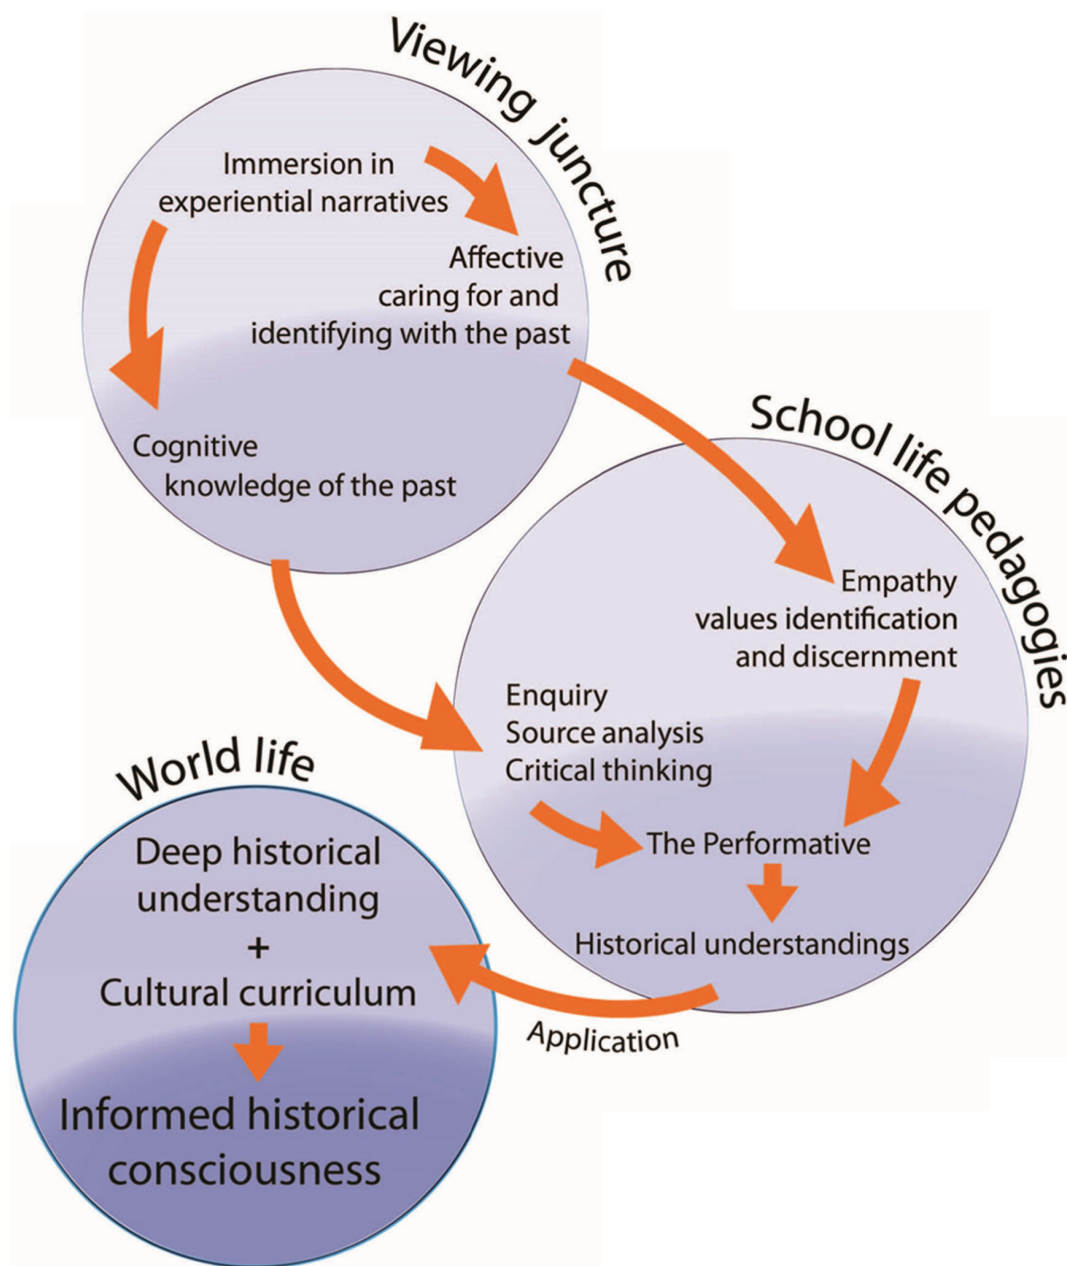 Viewing juncture
Immersion in
experiential narratives
Affective
caring for and
identifying with the past
Cognitive
knowledge of the past
School life pedagogies
Empathy
values identification
and discernment
Enquiry
Source analysis
Critical thinking
The Performative
Historical understandings
Application
World life
Deep historical
understanding
+
Cultural curriculum
Informed historical
consciousness